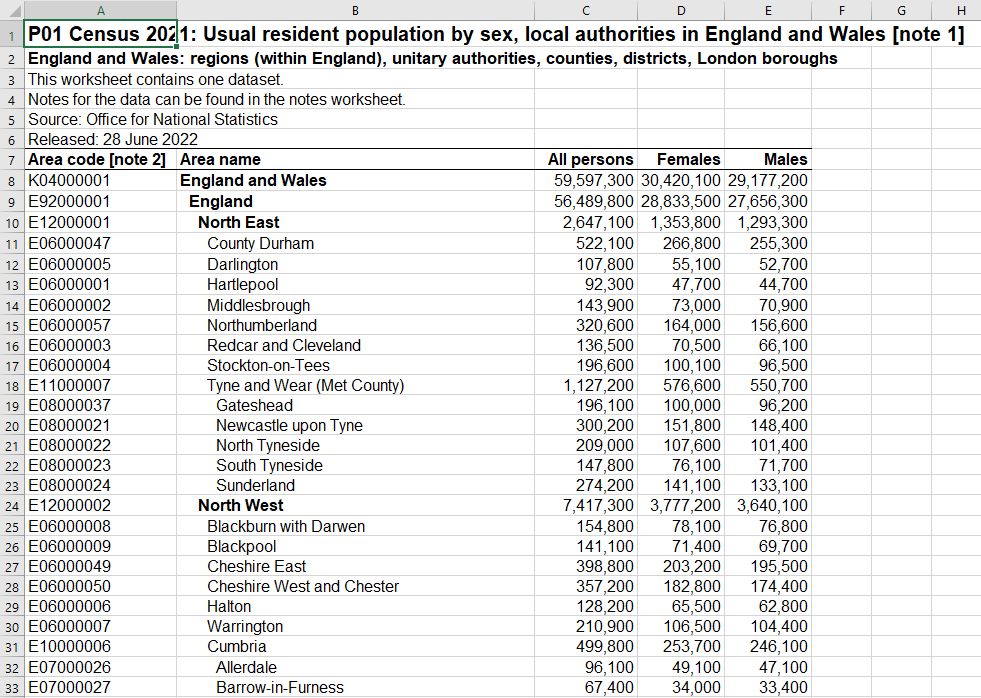 A B C D E F G H
1 P01 Census 2021: Usual resident population by sex, local authorities in England and Wales [note 1]
2 England and Wales: regions (within England), unitary authorities, counties, districts, London boroughs
3 This worksheet contains one dataset.
4 Notes for the data can be found in the notes worksheet.
5 Source: Office for National Statistics
6 Released: 28 June 2022
7 Area code [note 2] Area name All persons Females Males
8 K04000001 England and Wales 59,597,300 30,420,100 29,177,200
9 E92000001 England 56,489,800 28,833,500 27,656,300
10 E12000001 North East 2,647,100 1,353,800 1,293,300
11 E06000047 County Durham 522,100 266,800 255,300
12 E06000005 Darlington 107,800 55,100 52,700
13 E06000001 Hartlepool 92,300 47,700 44,700
14 E06000002 Middlesbrough 143,900 73,000 70,900
15 E06000057 Northumberland 320,600 164,000 156,600
16 E06000003 Redcar and Cleveland 136,500 70,500 66,100
17 E06000004 Stockton-on-Tees 196,600 100,100 96,500
18 E11000007 Tyne and Wear (Met County) 1,127,200 576,600 550,700
19 E08000037 Gateshead 196,100 100,000 96,200
20 E08000021 Newcastle upon Tyne 300,200 151,800 148,400
21 E08000022 North Tyneside 209,000 107,600 101,400
22 E08000023 South Tyneside 147,800 76,100 71,700
23 E08000024 Sunderland 274,200 141,100 133,100
24 E12000002 North West 7,417,300 3,777,200 3,640,100
25 E06000008 Blackburn with Darwen 154,800 78,100 76,800
26 E06000009 Blackpool 141,100 71,400 69,700
27 E06000049 Cheshire East 398,800 203,200 195,500
28 E06000050 Cheshire West and Chester 357,200 182,800 174,400
29 E06000006 Halton 128,200 65,500 62,800
30 E06000007 Warrington 210,900 106,500 104,400
31 E10000006 Cumbria 499,800 253,700 246,100
32 E07000026 Allerdale 96,100 49,100 47,100
33 E07000027 Barrow-in-Furness 67,400 34,000 33,400